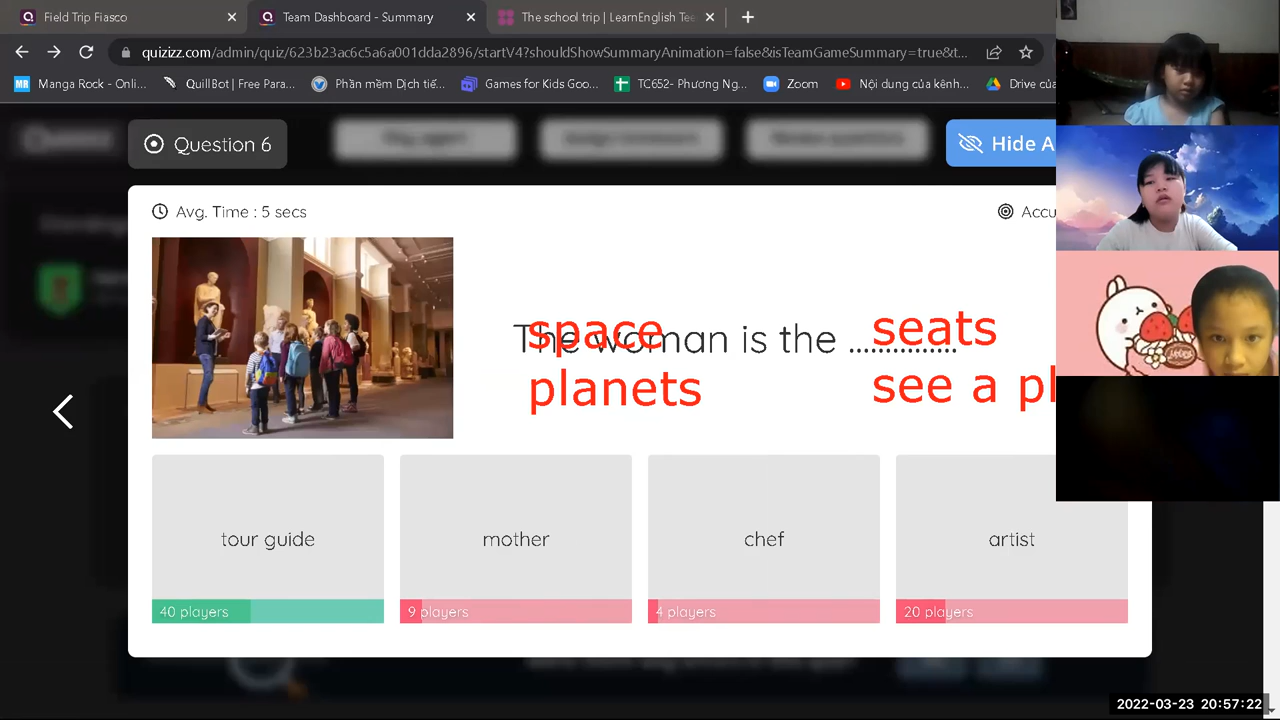 Field Trip Fiasco
Team Dashboard - Summary
The school trip | LearnEnglish Tee
quizizz.com/admin/quiz/623b23ac6c5a6a001dda2896/startV4?shouldShowSummaryAnimation=false&isTeamGameSummary=true&t...
MR Manga Rock - Onli...
QuillBot | Free Para...
Phần mềm Dịch tiế...
Games for Kids Goo...
TC652- Phương Ng...
Zoom
Nội dung của kênh...
Drive của
Question 6
Hide A
Avg. Time : 5 secs
Accu
The woman is the ...............
space
seats
planets
see a pl
tour guide
mother
chef
artist
40 players
9 players
4 players
20 players
2022-03-23 20:57:22